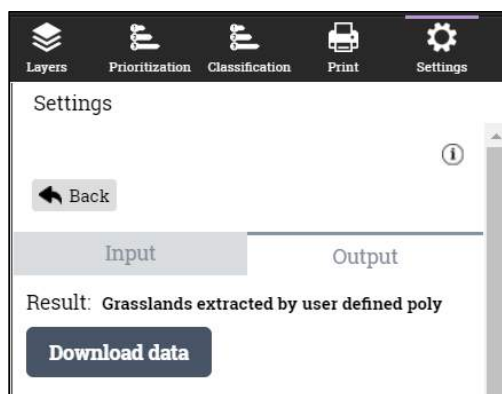 Layers Prioritization Classification Print Settings
Settings
Back
Input Output
Result: Grasslands extracted by user defined poly
Download data